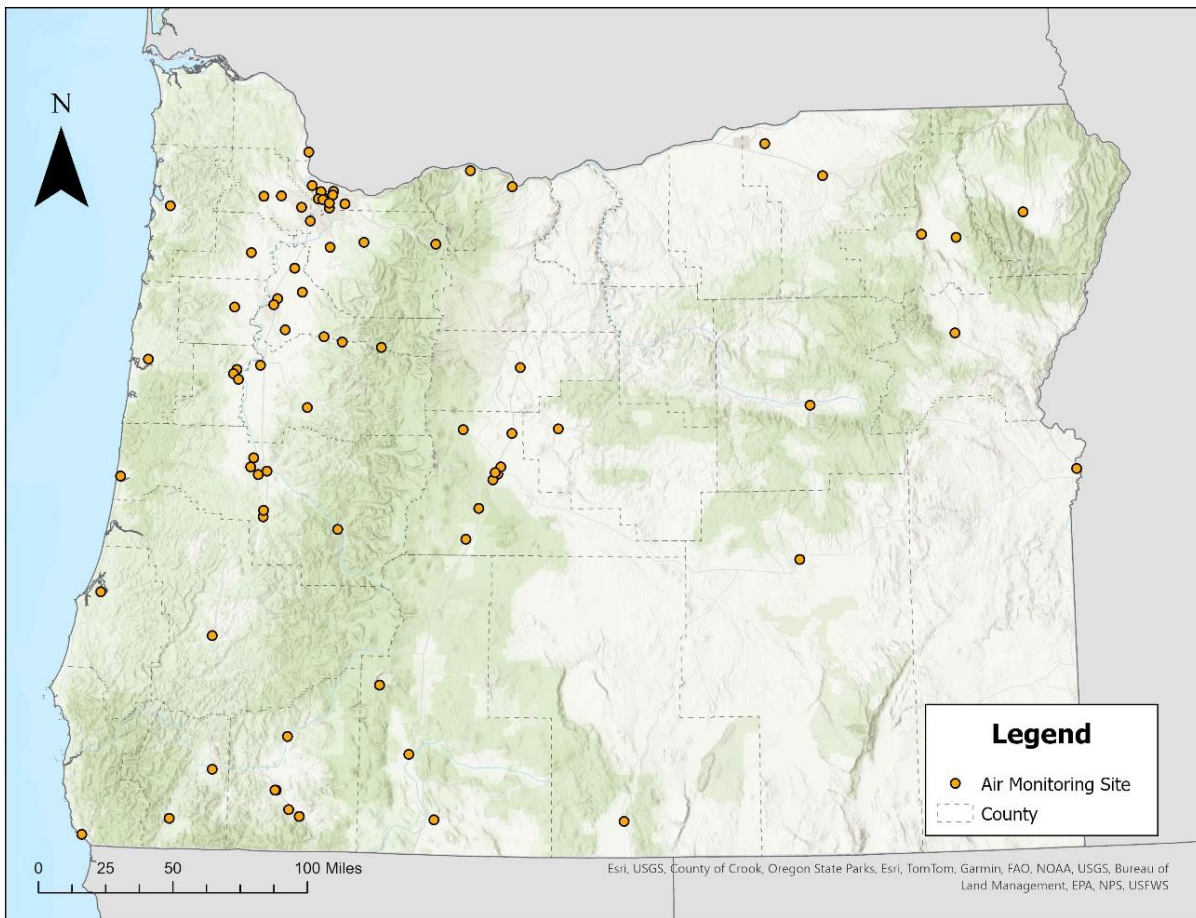 N
Legend
Air Monitoring Site
County
0 50 100 Miles
Esri, USGS, County of Crook, Oregon State Parks, Esri, TomTom, Garmin, FAO, NOAA, USGS, Bureau of
Land Management, EPA, NPS, USFWS